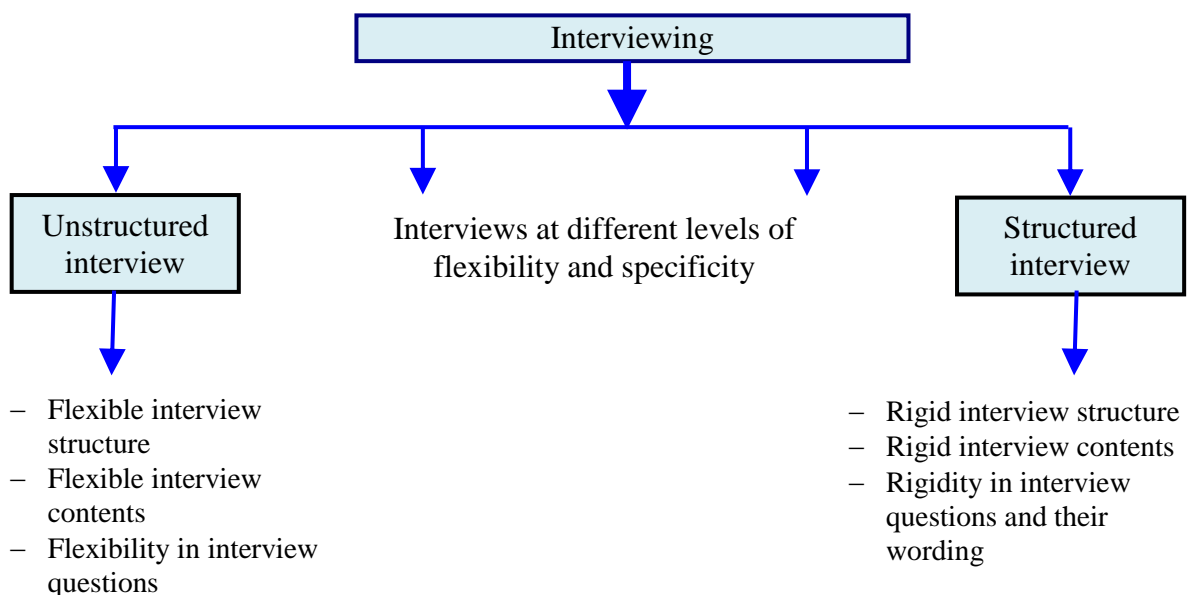 Interviewing
Unstructured
interview
Interviews at different levels of
flexibility and specificity
Structured
interview
– Flexible interview
structure
– Flexible interview
contents
– Flexibility in interview
questions
– Rigid interview structure
– Rigid interview contents
– Rigidity in interview
questions and their
wording